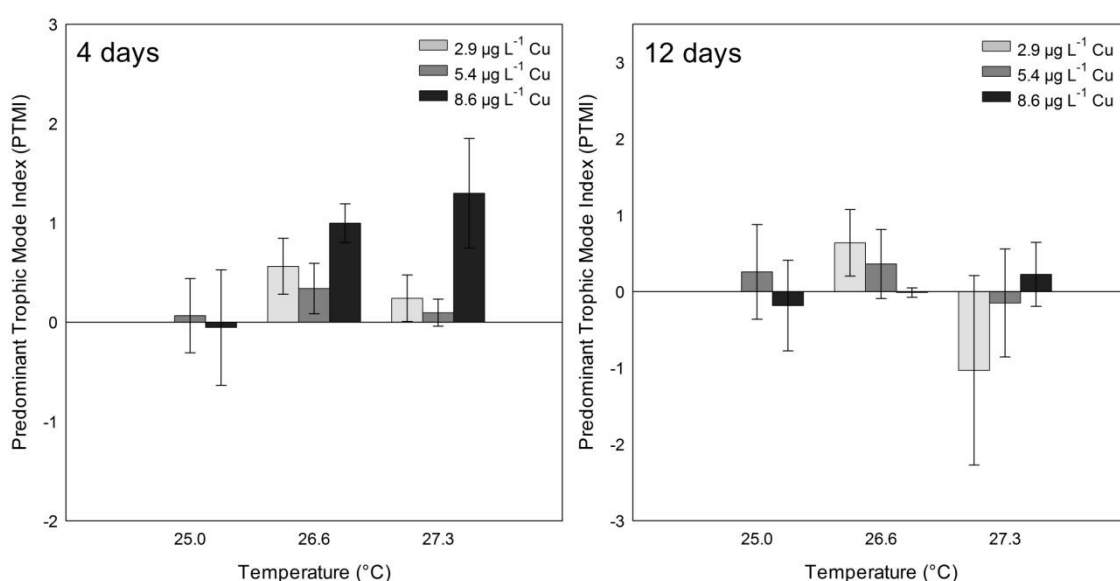 4 days
2.9 µg L⁻¹ Cu
5.4 µg L⁻¹ Cu
8.6 µg L⁻¹ Cu
Predominant Trophic Mode Index (PTMI)
3
2
1
0
-1
-2
25.0 26.6 27.3
Temperature (°C)
12 days
2.9 µg L⁻¹ Cu
5.4 µg L⁻¹ Cu
8.6 µg L⁻¹ Cu
Predominant Trophic Mode Index (PTMI)
3
2
1
0
-1
-2
-3
25.0 26.6 27.3
Temperature (°C)